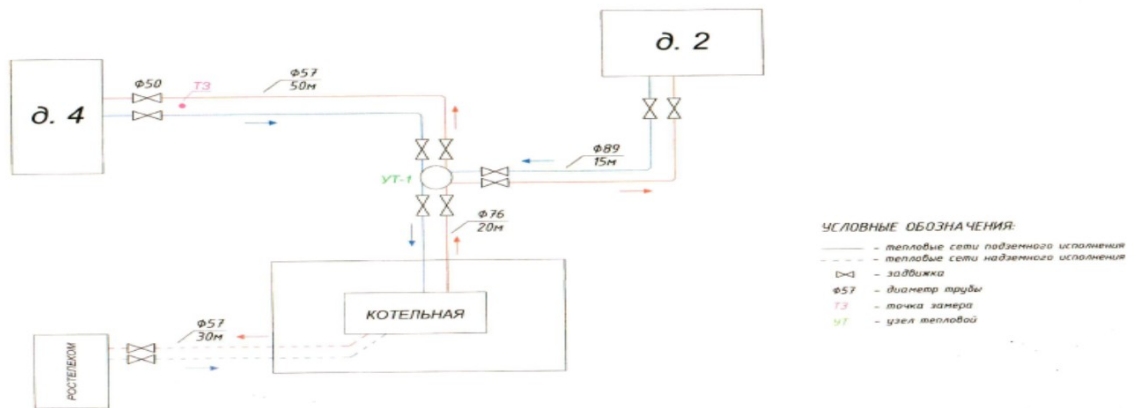 д. 2
Ф57
50м
Ф50
ТЗ
д. 4
Ф89
15м
УТ-1
Ф76
20м
КОТЕЛЬНАЯ
Ф57
30м
РОСТЕЛЕКОМ
УСЛОВНЫЕ ОБОЗНАЧЕНИЯ:
- тепловые сети подземного исполнения
- тепловые сети надземного исполнения
- задвижка
Ф57 - диаметр трубы
ТЗ - точка замера
УТ - узел тепловой